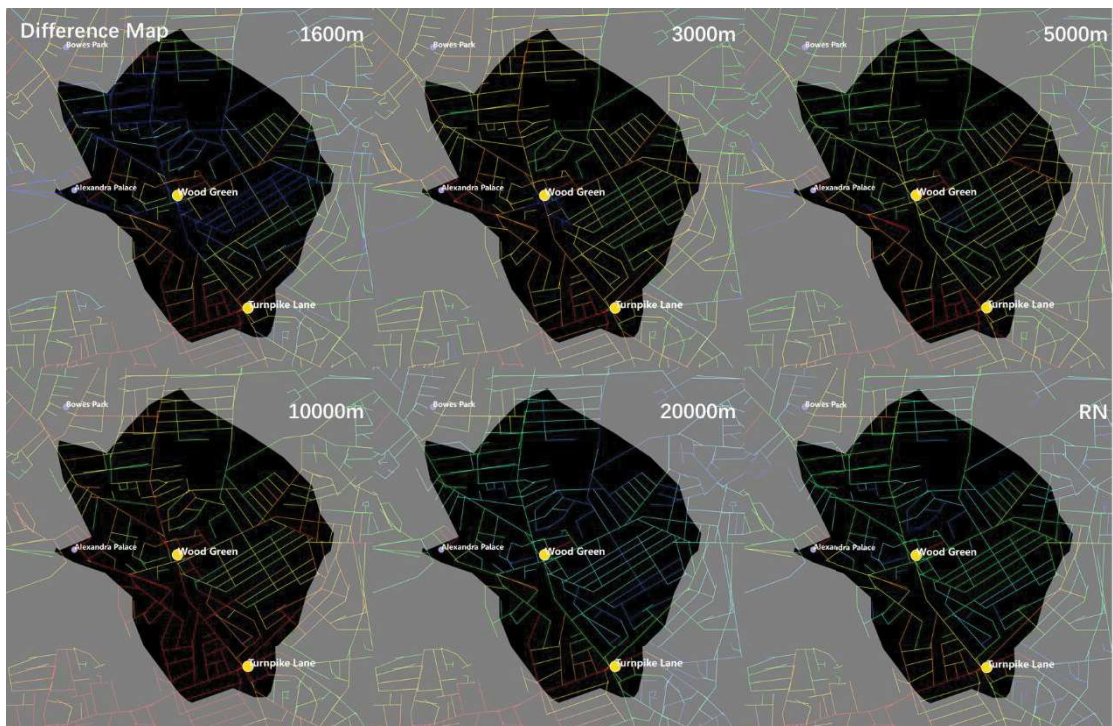 Difference Map
1600m
Bowes Park
Alexandra Palace
Wood Green
Turnpike Lane
3000m
Bowes Park
Alexandra Palace
Wood Green
Turnpike Lane
5000m
Alexandra Palace
Wood Green
Turnpike Lane
10000m
Bowes Park
Alexandra Palace
Wood Green
Turnpike Lane
20000m
Bowes Park
Alexandra Palace
Wood Green
Turnpike Lane
RN
Bowes Park
Alexandra Palace
Wood Green
Turnpike Lane